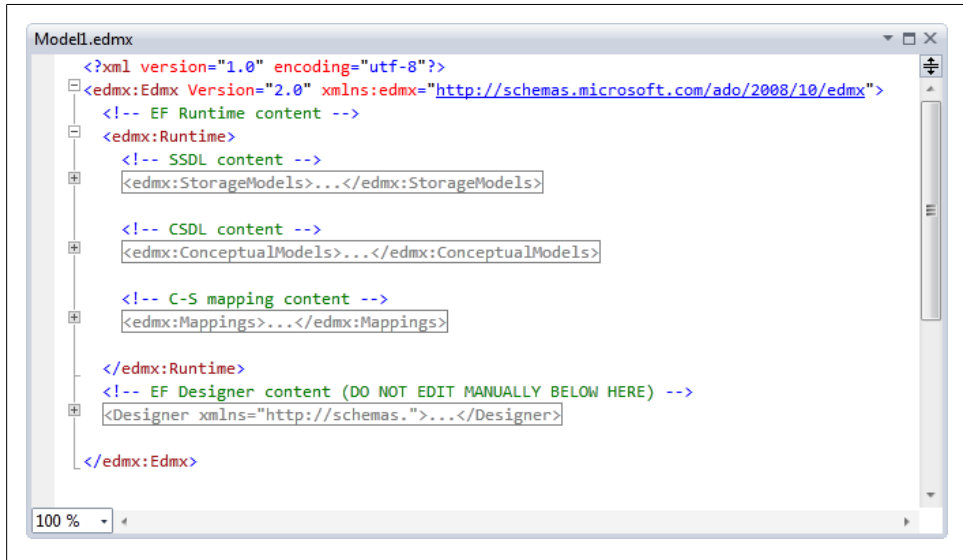 Model1.edmx
<?xml version="1.0" encoding="utf-8"?>
<edmx:Edmx Version="2.0" xmlns:edmx="http://schemas.microsoft.com/ado/2008/10/edmx">
<!-- EF Runtime content -->
<edmx:Runtime>
<!-- SSDL content -->
<edmx:StorageModels>...</edmx:StorageModels>
<!-- CSDL content -->
<edmx:ConceptualModels>...</edmx:ConceptualModels>
<!-- C-S mapping content -->
<edmx:Mappings>...</edmx:Mappings>
</edmx:Runtime>
<!-- EF Designer content (DO NOT EDIT MANUALLY BELOW HERE) -->
<Designer xmlns="http://schemas.">...</Designer>
</edmx:Edmx>
100 %